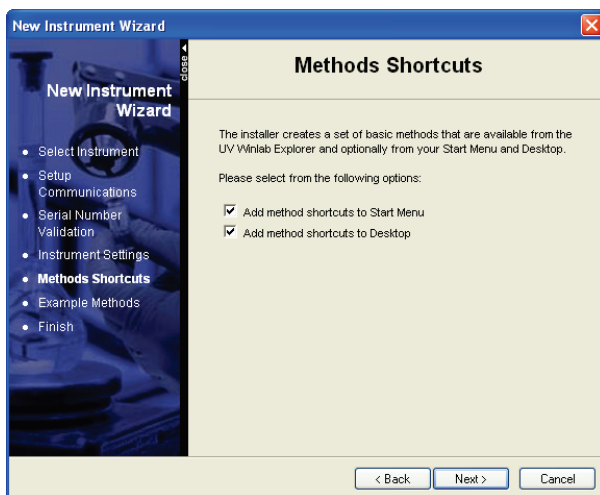 New Instrument Wizard
close
New Instrument
Wizard
• Select Instrument
• Setup
Communications
• Serial Number
Validation
• Instrument Settings
• Methods Shortcuts
• Example Methods
• Finish
Methods Shortcuts
The installer creates a set of basic methods that are available from the
UV Winlab Explorer and optionally from your Start Menu and Desktop.
Please select from the following options:
Add method shortcuts to Start Menu
Add method shortcuts to Desktop
< Back
Next >
Cancel